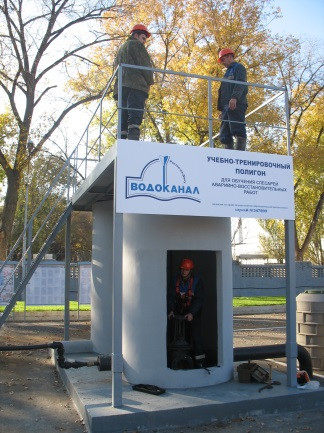 ВОДОКАНАЛ
УЧЕБНО-ТРЕНИРОВОЧНЫЙ
ПОЛИГОН
ДЛЯ ОБУЧЕНИЯ СЛЕСАРЕЙ
АВАРИЙНО-ВОССТАНОВИТЕЛЬНЫХ
РАБОТ